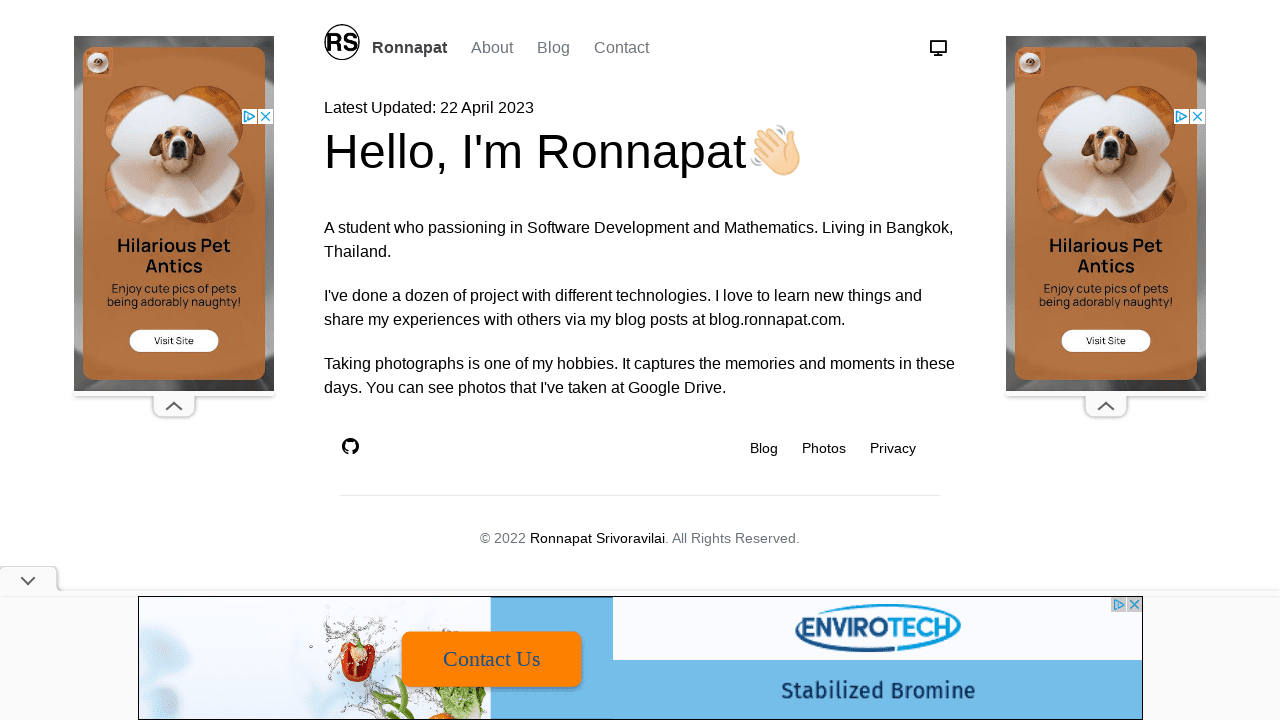 RS
Ronnapat About Blog Contact
Latest Updated: 22 April 2023
Hello, I'm Ronnapat👋🏼
A student who passioning in Software Development and Mathematics. Living in Bangkok,
Thailand.
I've done a dozen of project with different technologies. I love to learn new things and
share my experiences with others via my blog posts at blog.ronnapat.com.
Taking photographs is one of my hobbies. It captures the memories and moments in these
days. You can see photos that I've taken at Google Drive.
Blog Photos Privacy
© 2022 Ronnapat Srivoravilai. All Rights Reserved.
Hilarious Pet
Antics
Enjoy cute pics of pets
being adorably naughty!
Visit Site
Hilarious Pet
Antics
Enjoy cute pics of pets
being adorably naughty!
Visit Site
Contact Us
ENVIROTECH
Stabilized Bromine